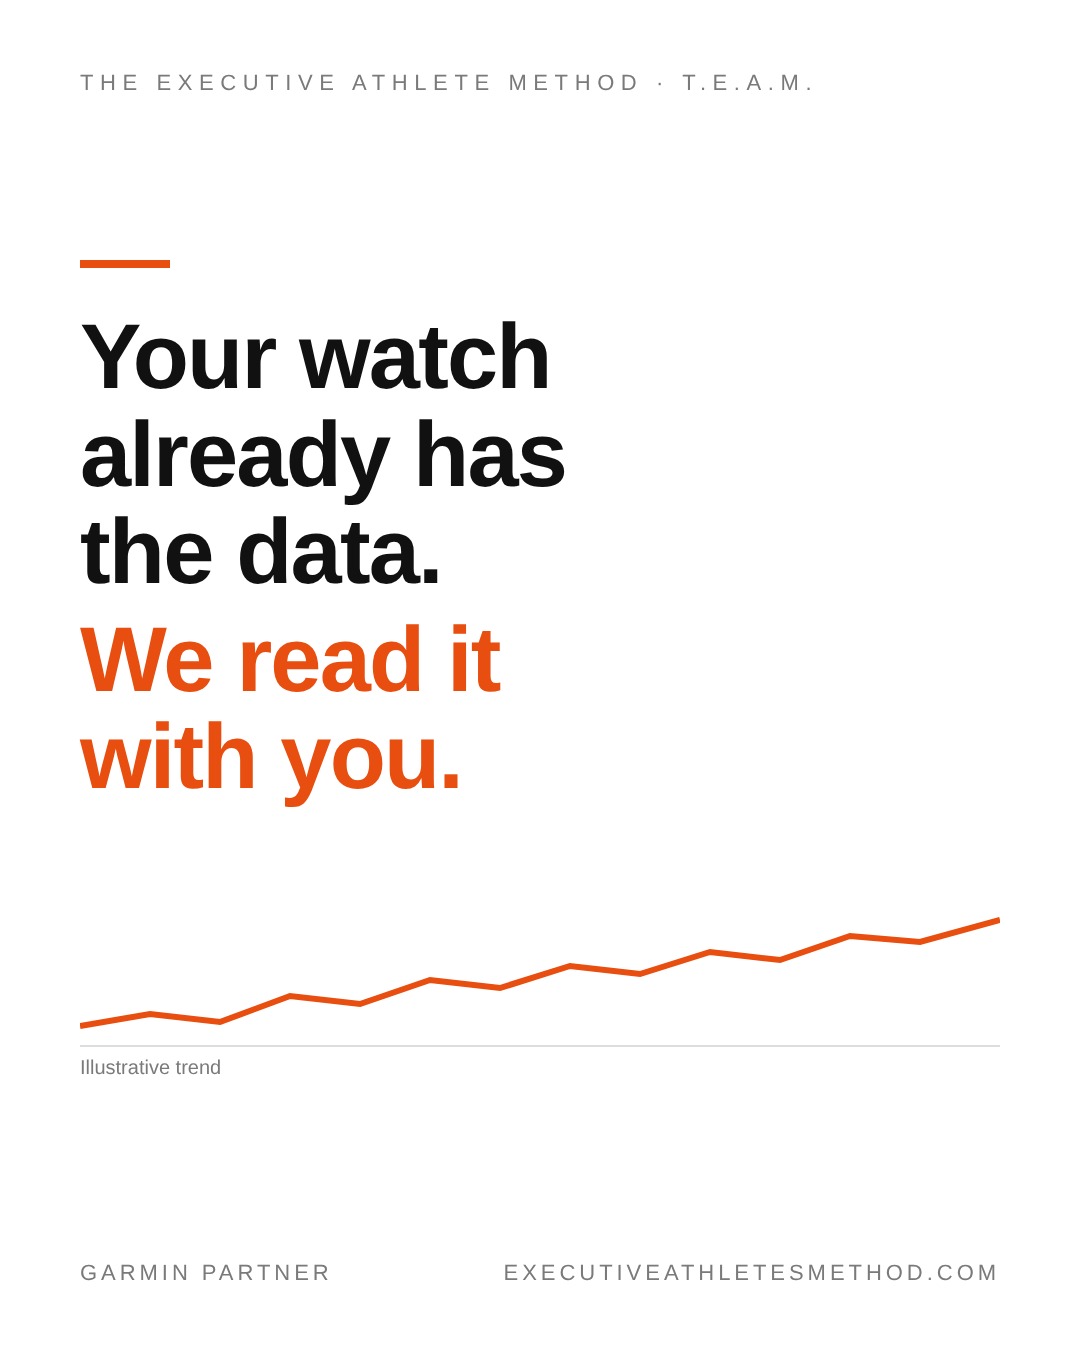 THE EXECUTIVE ATHLETE METHOD · T.E.A.M.
Your watch
already has
the data.
We read it
with you.
Illustrative trend
GARMIN PARTNER
EXECUTIVEATHLETESMETHOD.COM